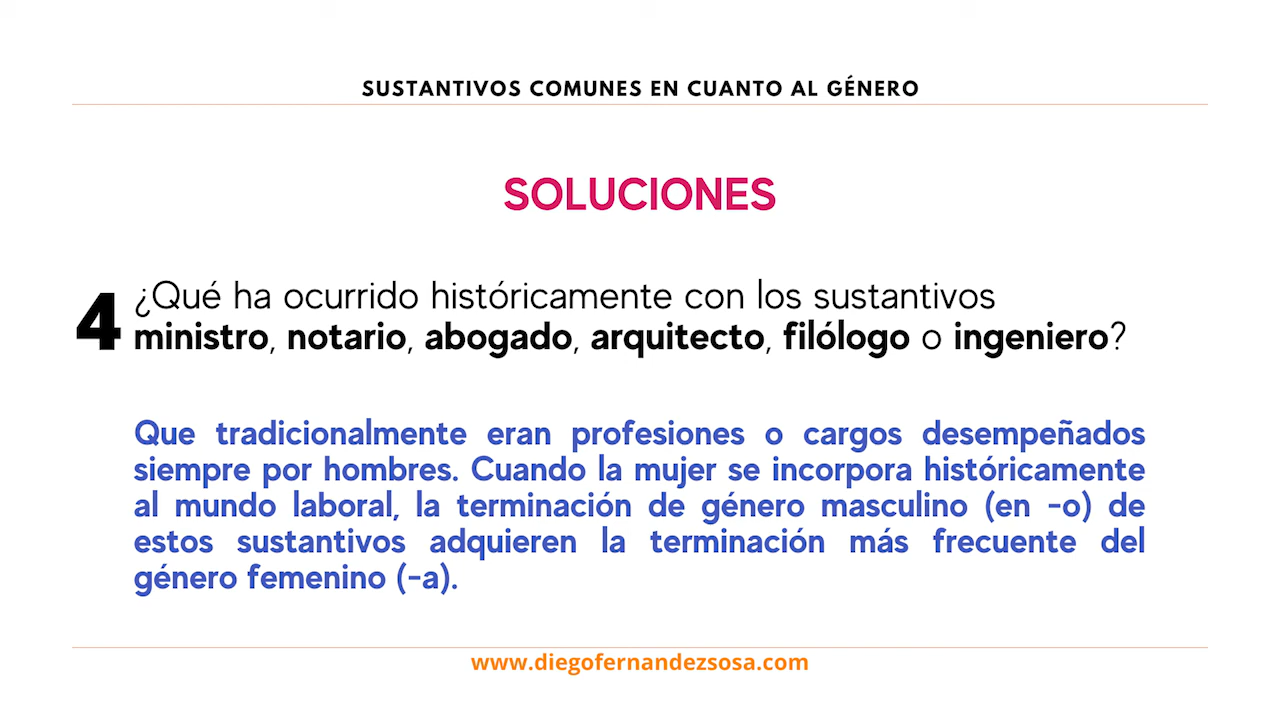 SUSTANTIVOS COMUNES EN CUANTO AL GÉNERO
SOLUCIONES
4 ¿Qué ha ocurrido históricamente con los sustantivos
ministro, notario, abogado, arquitecto, filólogo o ingeniero?
Que tradicionalmente eran profesiones o cargos desempeñados
siempre por hombres. Cuando la mujer se incorpora históricamente
al mundo laboral, la terminación de género masculino (en -o) de
estos sustantivos adquieren la terminación más frecuente del
género femenino (-a).
www.diegofernandezsosa.com